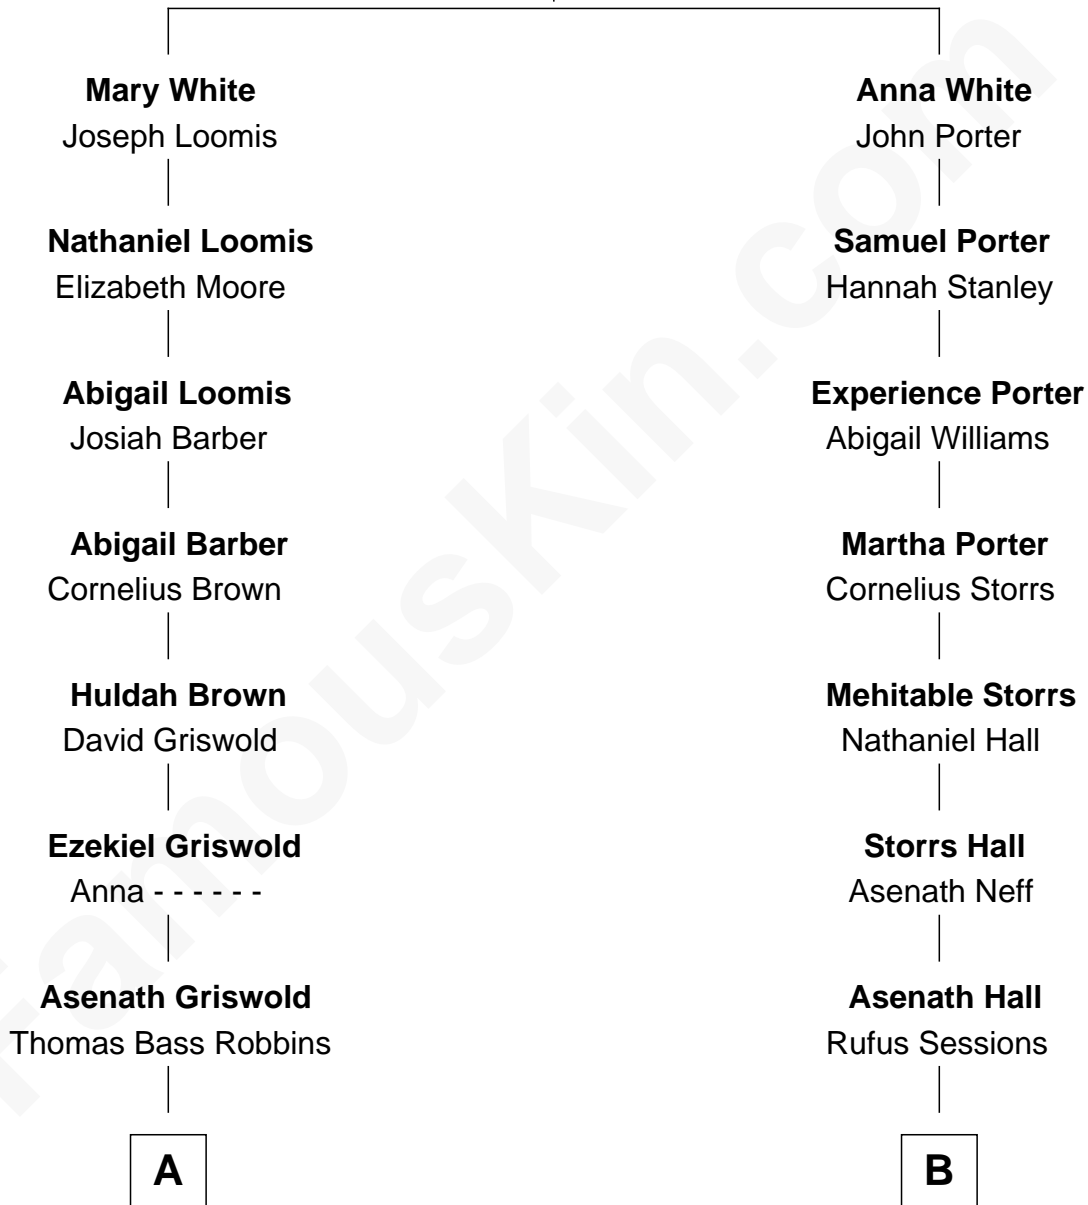 Mary White
Joseph Loomis
Nathaniel Loomis
Elizabeth Moore
Abigail Loomis
Josiah Barber
Abigail Barber
Cornelius Brown
Huldah Brown
David Griswold
Ezekiel Griswold
Anna - - - - - -
Asenath Griswold
Thomas Bass Robbins
A
Anna White
John Porter
Samuel Porter
Hannah Stanley
Experience Porter
Abigail Williams
Martha Porter
Cornelius Storrs
Mehitable Storrs
Nathaniel Hall
Storrs Hall
Asenath Neff
Asenath Hall
Rufus Sessions
B
FamousKin.com